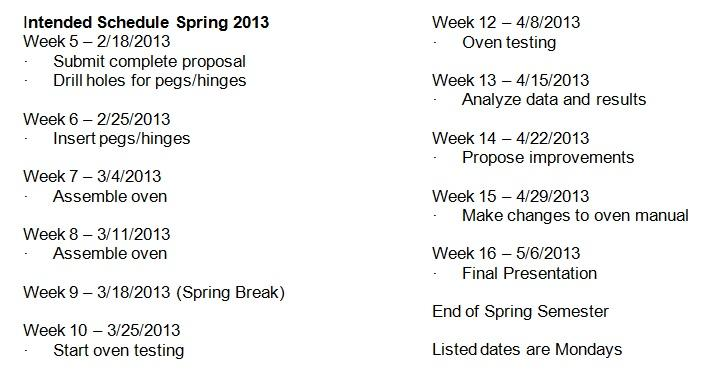 Intended Schedule Spring 2013
Week 5 – 2/18/2013
· Submit complete proposal
· Drill holes for pegs/hinges
Week 6 – 2/25/2013
· Insert pegs/hinges
Week 7 – 3/4/2013
· Assemble oven
Week 8 – 3/11/2013
· Assemble oven
Week 9 – 3/18/2013 (Spring Break)
Week 10 – 3/25/2013
· Start oven testing
Week 12 – 4/8/2013
· Oven testing
Week 13 – 4/15/2013
· Analyze data and results
Week 14 – 4/22/2013
· Propose improvements
Week 15 – 4/29/2013
· Make changes to oven manual
Week 16 – 5/6/2013
· Final Presentation
End of Spring Semester
Listed dates are Mondays